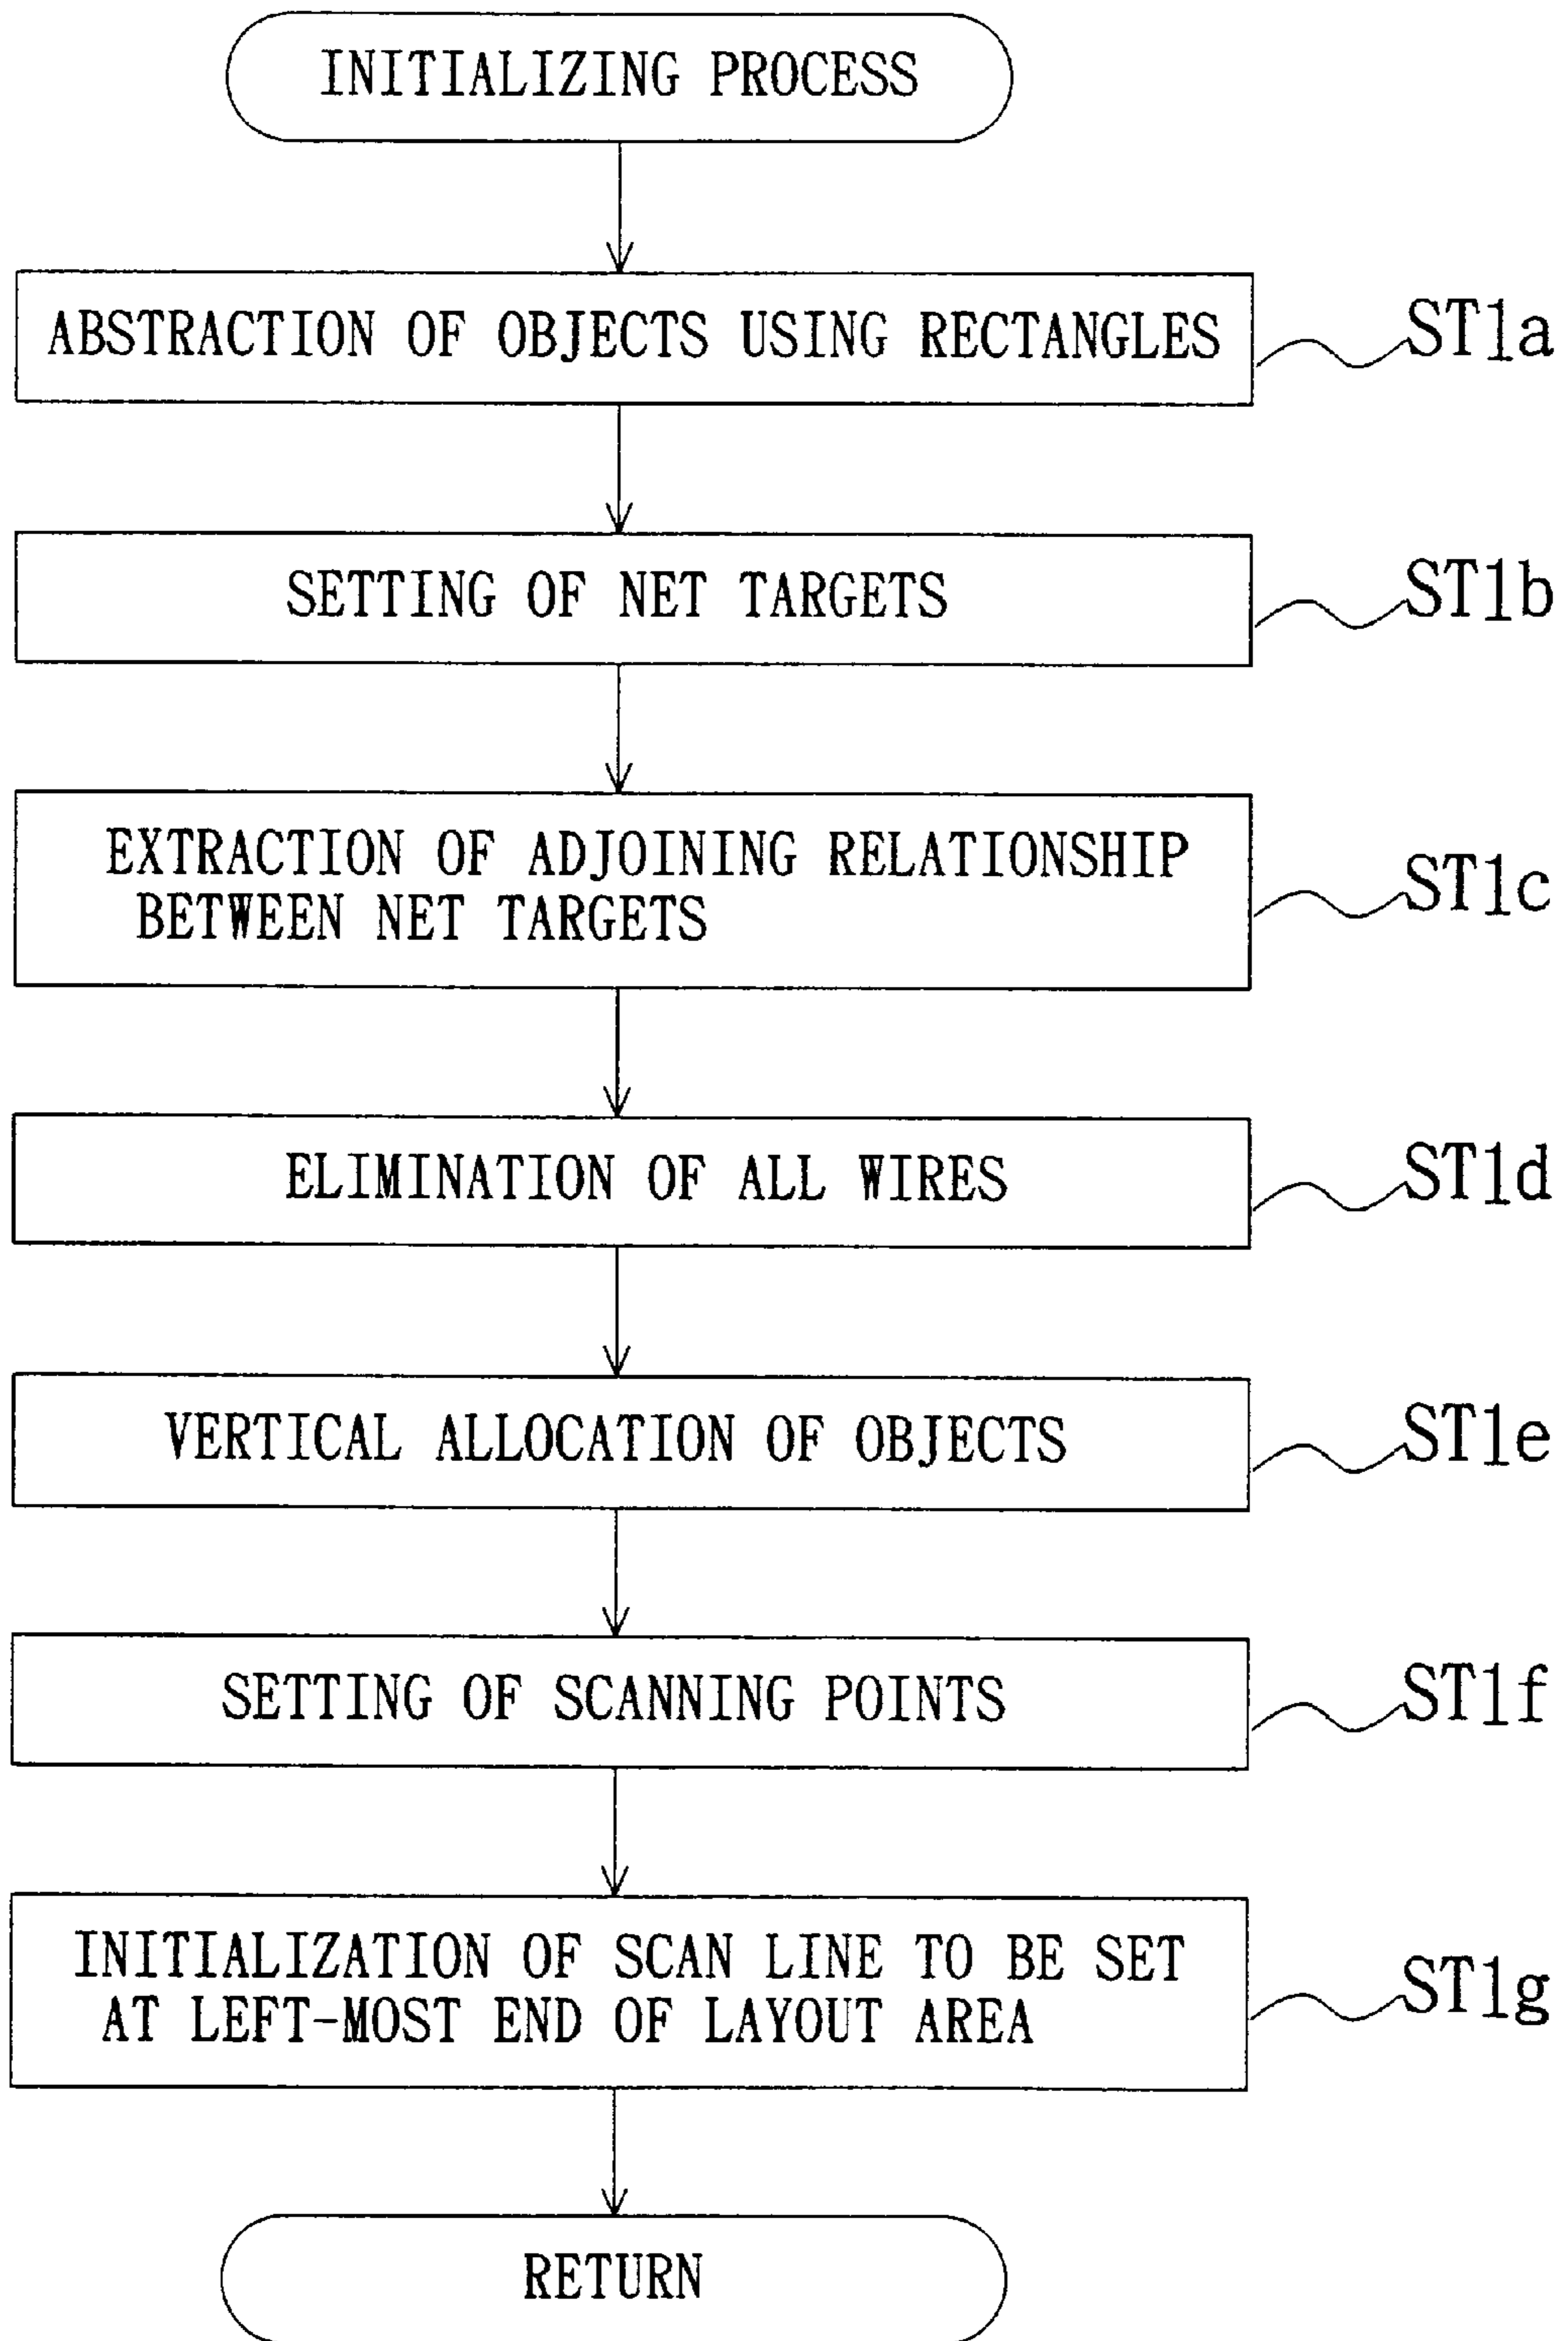 INITIALIZING PROCESS
ABSTRACTION OF OBJECTS USING RECTANGLES
ST1a
SETTING OF NET TARGETS
ST1b
EXTRACTION OF ADJOINING RELATIONSHIP
BETWEEN NET TARGETS
ST1c
ELIMINATION OF ALL WIRES
ST1d
VERTICAL ALLOCATION OF OBJECTS
ST1e
SETTING OF SCANNING POINTS
ST1f
INITIALIZATION OF SCAN LINE TO BE SET
AT LEFT-MOST END OF LAYOUT AREA
ST1g
RETURN